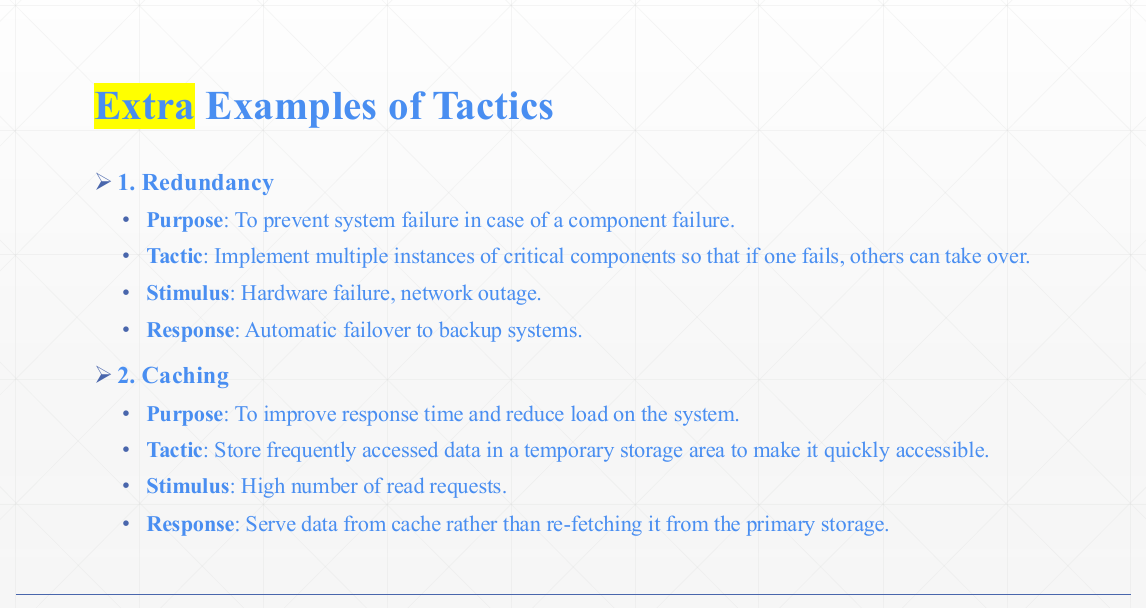 Extra Examples of Tactics
➢ 1. Redundancy
• Purpose: To prevent system failure in case of a component failure.
• Tactic: Implement multiple instances of critical components so that if one fails, others can take over.
• Stimulus: Hardware failure, network outage.
• Response: Automatic failover to backup systems.
➢ 2. Caching
• Purpose: To improve response time and reduce load on the system.
• Tactic: Store frequently accessed data in a temporary storage area to make it quickly accessible.
• Stimulus: High number of read requests.
• Response: Serve data from cache rather than re-fetching it from the primary storage.